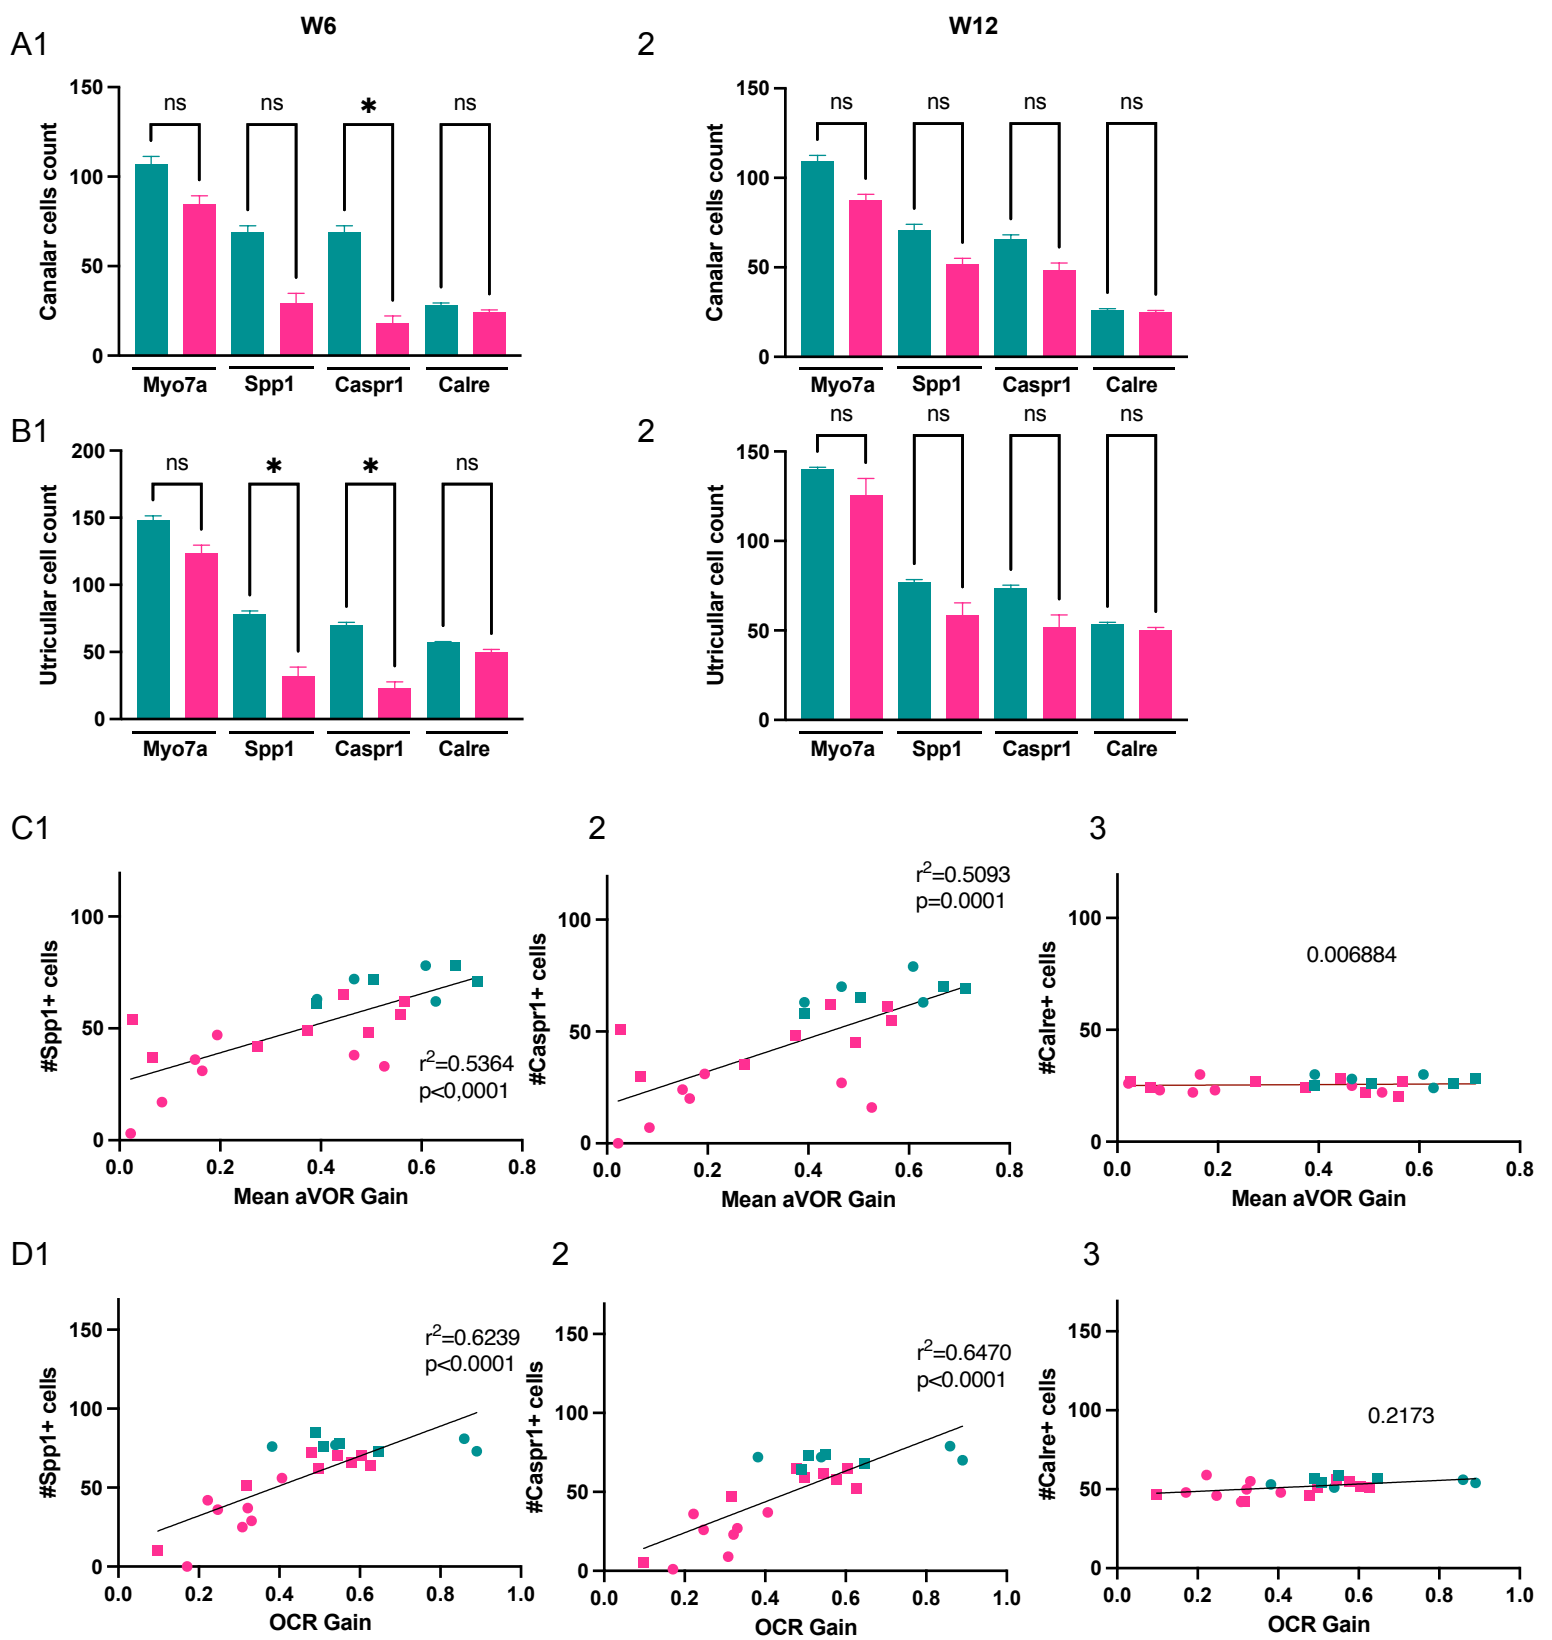 W6
W12
A1
2
Canalar cells count
150
100
50
0
ns
ns
*
ns
Myo7a
Spp1
Caspr1
Calre
Canalar cells count
150
100
50
0
ns
ns
ns
ns
Myo7a
Spp1
Caspr1
Calre
B1
2
Utricullar cell count
200
150
100
50
0
ns
*
*
ns
Myo7a
Spp1
Caspr1
Calre
Utricullar cell count
150
100
50
0
ns
ns
ns
ns
Myo7a
Spp1
Caspr1
Calre
C1
2
3
#Spp1+ cells
100
50
0
r²=0.5364
p<0,0001
0.0 0.2 0.4 0.6 0.8
Mean aVOR Gain
#Caspr1+ cells
100
50
0
r²=0.5093
p=0.0001
0.0 0.2 0.4 0.6 0.8
Mean aVOR Gain
#Calre+ cells
100
50
0
0.006884
0.0 0.2 0.4 0.6 0.8
Mean aVOR Gain
D1
2
3
#Spp1+ cells
150
100
50
0
r²=0.6239
p<0.0001
0.0 0.2 0.4 0.6 0.8 1.0
OCR Gain
#Caspr1+ cells
150
100
50
0
r²=0.6470
p<0.0001
0.0 0.2 0.4 0.6 0.8 1.0
OCR Gain
#Calre+ cells
150
100
50
0
0.2173
0.0 0.2 0.4 0.6 0.8 1.0
OCR Gain